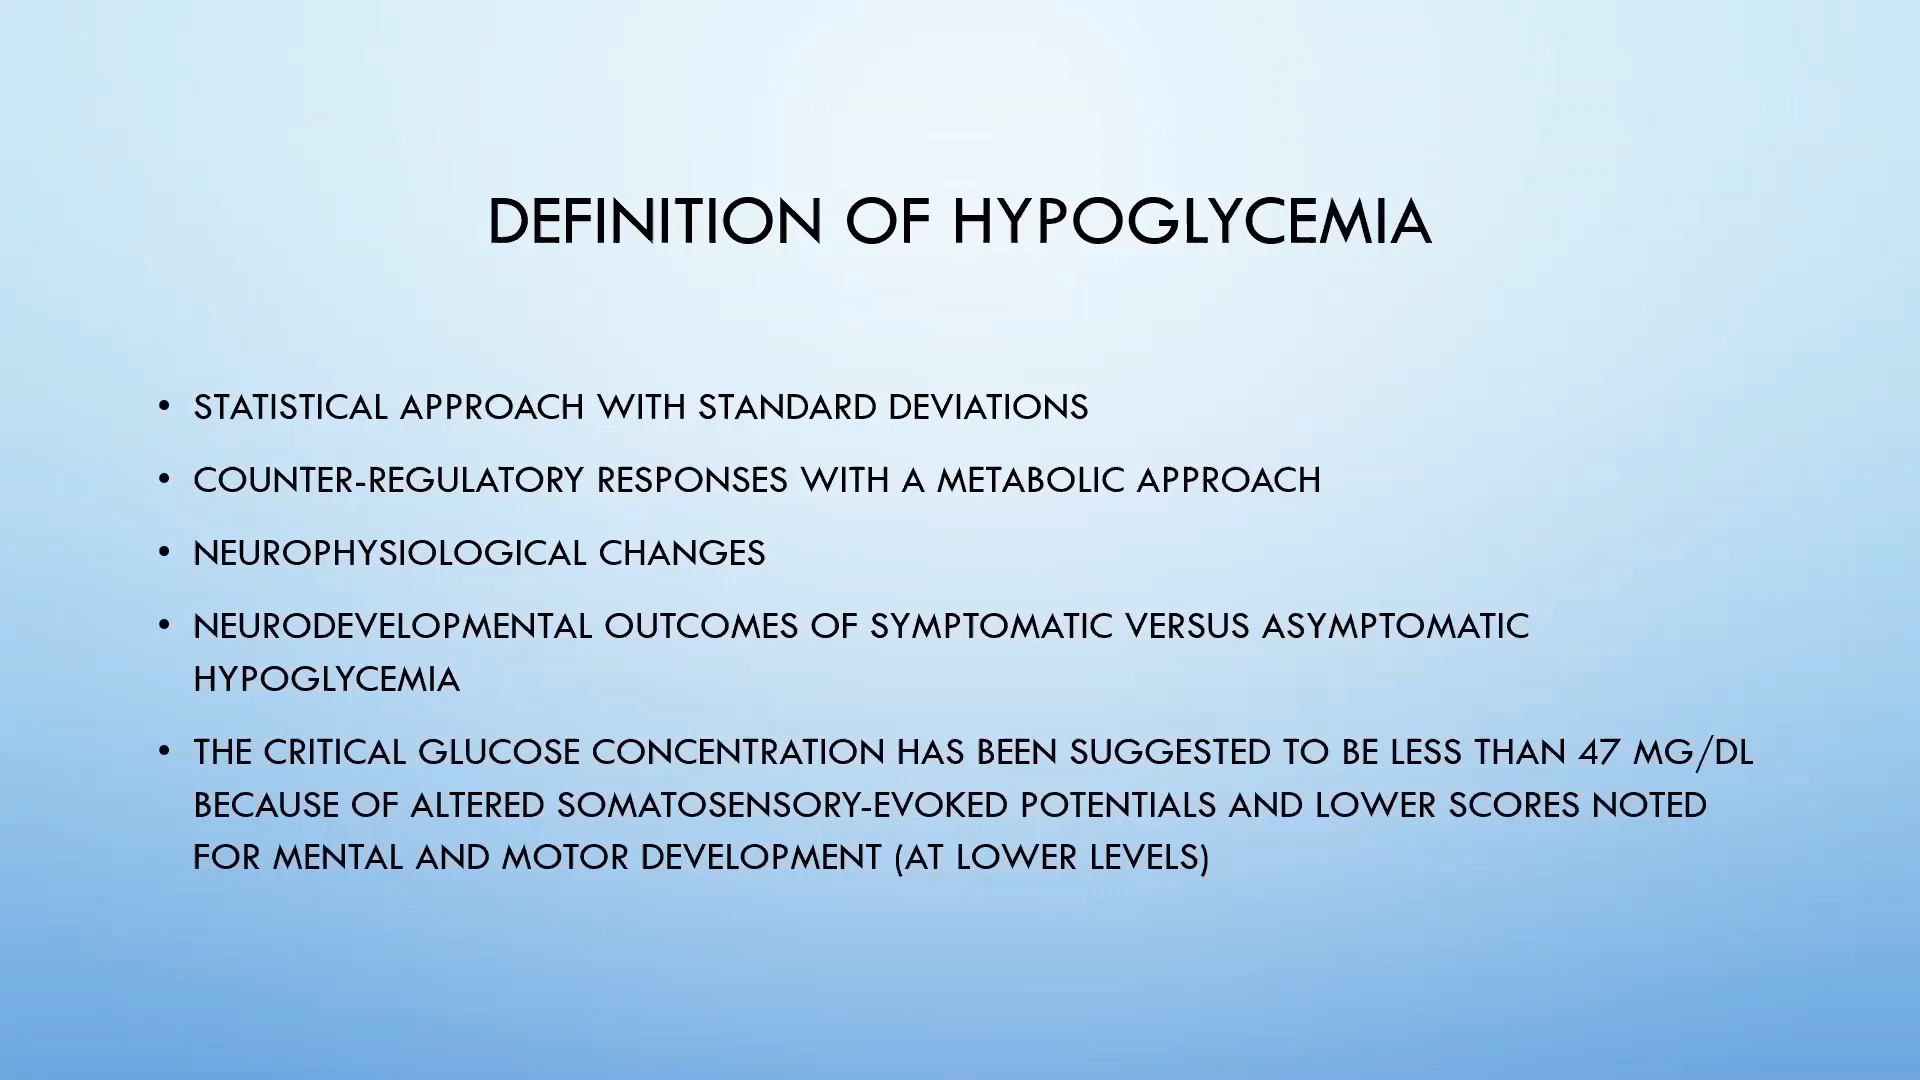 DEFINITION OF HYPOGLYCEMIA
• STATISTICAL APPROACH WITH STANDARD DEVIATIONS
• COUNTER-REGULATORY RESPONSES WITH A METABOLIC APPROACH
• NEUROPHYSIOLOGICAL CHANGES
• NEURODEVELOPMENTAL OUTCOMES OF SYMPTOMATIC VERSUS ASYMPTOMATIC
HYPOGLYCEMIA
• THE CRITICAL GLUCOSE CONCENTRATION HAS BEEN SUGGESTED TO BE LESS THAN 47 MG/DL
BECAUSE OF ALTERED SOMATOSENSORY-EVOKED POTENTIALS AND LOWER SCORES NOTED
FOR MENTAL AND MOTOR DEVELOPMENT (AT LOWER LEVELS)